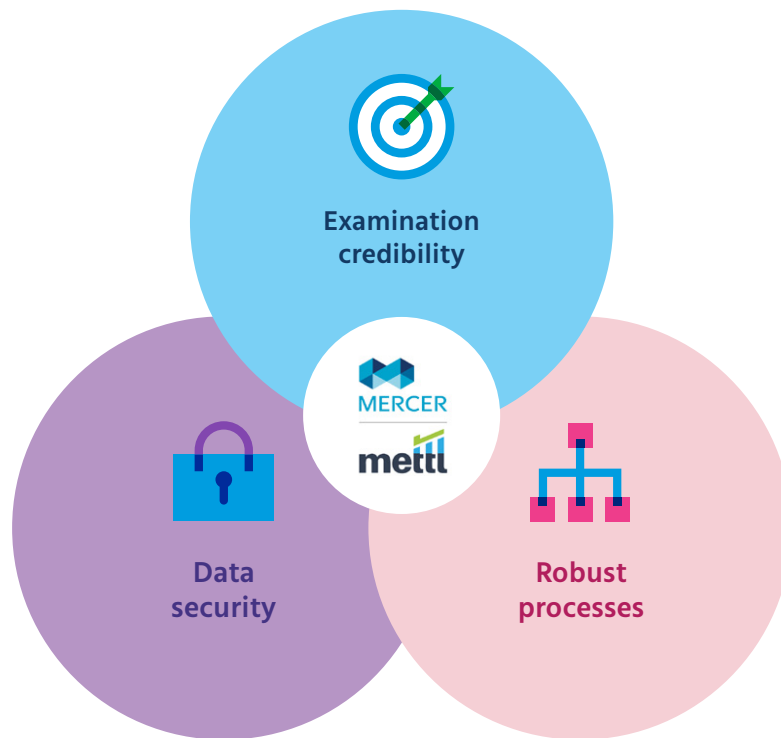 Examination
credibility
MERCER
mettl
Data
security
Robust
processes